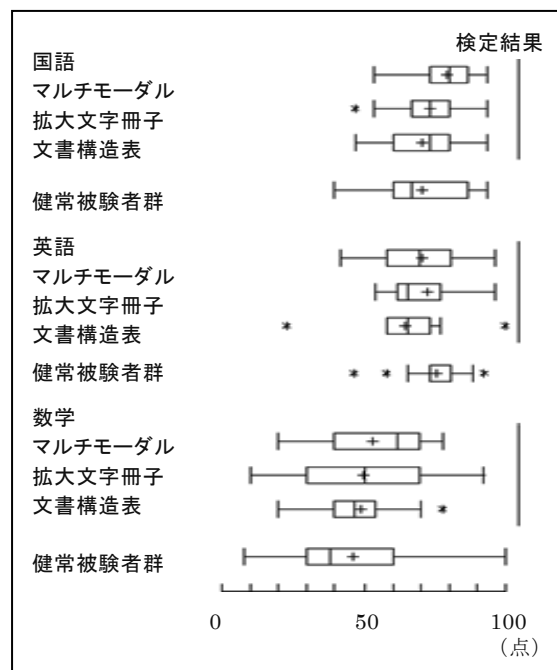 検定結果
国語
マルチモーダル
拡大文字冊子
文書構造表
健常被験者群
英語
マルチモーダル
拡大文字冊子
文書構造表
健常被験者群
数学
マルチモーダル
拡大文字冊子
文書構造表
健常被験者群
0 50 100
（点）